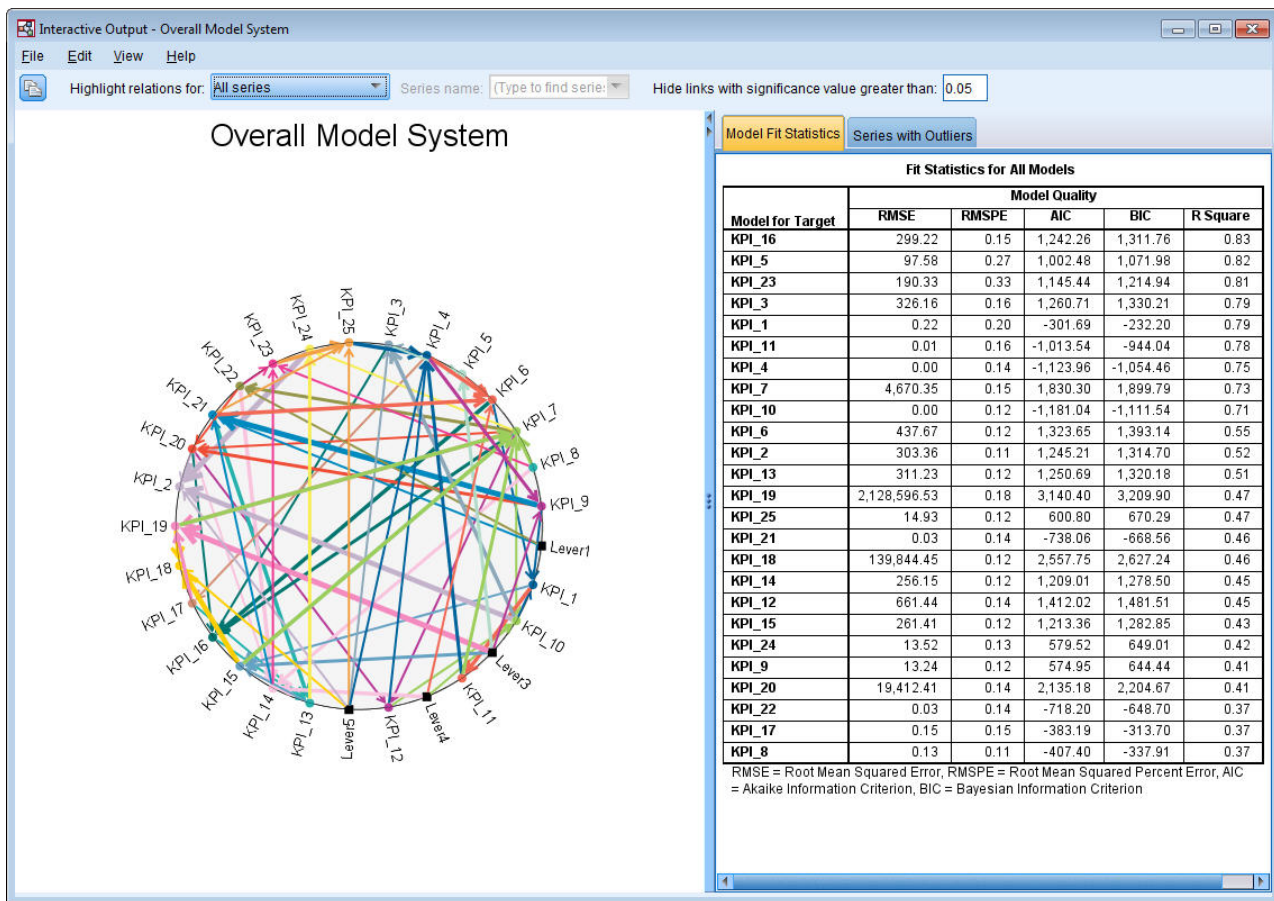 Interactive Output - Overall Model System
File Edit View Help
Highlight relations for: All series Series name: (Type to find serie: Hide links with significance value greater than: 0.05
Overall Model System
KPI_3
KPI_4
KPI_5
KPI_6
KPI_7
KPI_8
KPI_9
Lever1
KPI_1
KPI_10
Lever3
KPI_11
Lever4
KPI_12
Lever5
KPI_13
KPI_14
KPI_15
KPI_16
KPI_17
KPI_18
KPI_19
KPI_2
KPI_20
KPI_21
KPI_22
KPI_23
KPI_24
KPI_25
Model Fit Statistics Series with Outliers
Fit Statistics for All Models
Model Quality
Model for Target RMSE RMSPE AIC BIC R Square
KPI_16 299.22 0.15 1,242.26 1,311.76 0.83
KPI_5 97.58 0.27 1,002.48 1,071.98 0.82
KPI_23 190.33 0.33 1,145.44 1,214.94 0.81
KPI_3 326.16 0.16 1,260.71 1,330.21 0.79
KPI_1 0.22 0.20 -301.69 -232.20 0.79
KPI_11 0.01 0.16 -1,013.54 -944.04 0.78
KPI_4 0.00 0.14 -1,123.96 -1,054.46 0.75
KPI_7 4,670.35 0.15 1,830.30 1,899.79 0.73
KPI_10 0.00 0.12 -1,181.04 -1,111.54 0.71
KPI_6 437.67 0.12 1,323.65 1,393.14 0.55
KPI_2 303.36 0.11 1,245.21 1,314.70 0.52
KPI_13 311.23 0.12 1,250.69 1,320.18 0.51
KPI_19 2,128,596.53 0.18 3,140.40 3,209.90 0.47
KPI_25 14.93 0.12 600.80 670.29 0.47
KPI_21 0.03 0.14 -738.06 -668.56 0.46
KPI_18 139,844.45 0.12 2,557.75 2,627.24 0.46
KPI_14 256.15 0.12 1,209.01 1,278.50 0.45
KPI_12 661.44 0.14 1,412.02 1,481.51 0.45
KPI_15 261.41 0.12 1,213.36 1,282.85 0.43
KPI_24 13.52 0.13 579.52 649.01 0.42
KPI_9 13.24 0.12 574.95 644.44 0.41
KPI_20 19,412.41 0.14 2,135.18 2,204.67 0.41
KPI_22 0.03 0.14 -718.20 -648.70 0.37
KPI_17 0.15 0.15 -383.19 -313.70 0.37
KPI_8 0.13 0.11 -407.40 -337.91 0.37
RMSE = Root Mean Squared Error, RMSPE = Root Mean Squared Percent Error, AIC
= Akaike Information Criterion, BIC = Bayesian Information Criterion